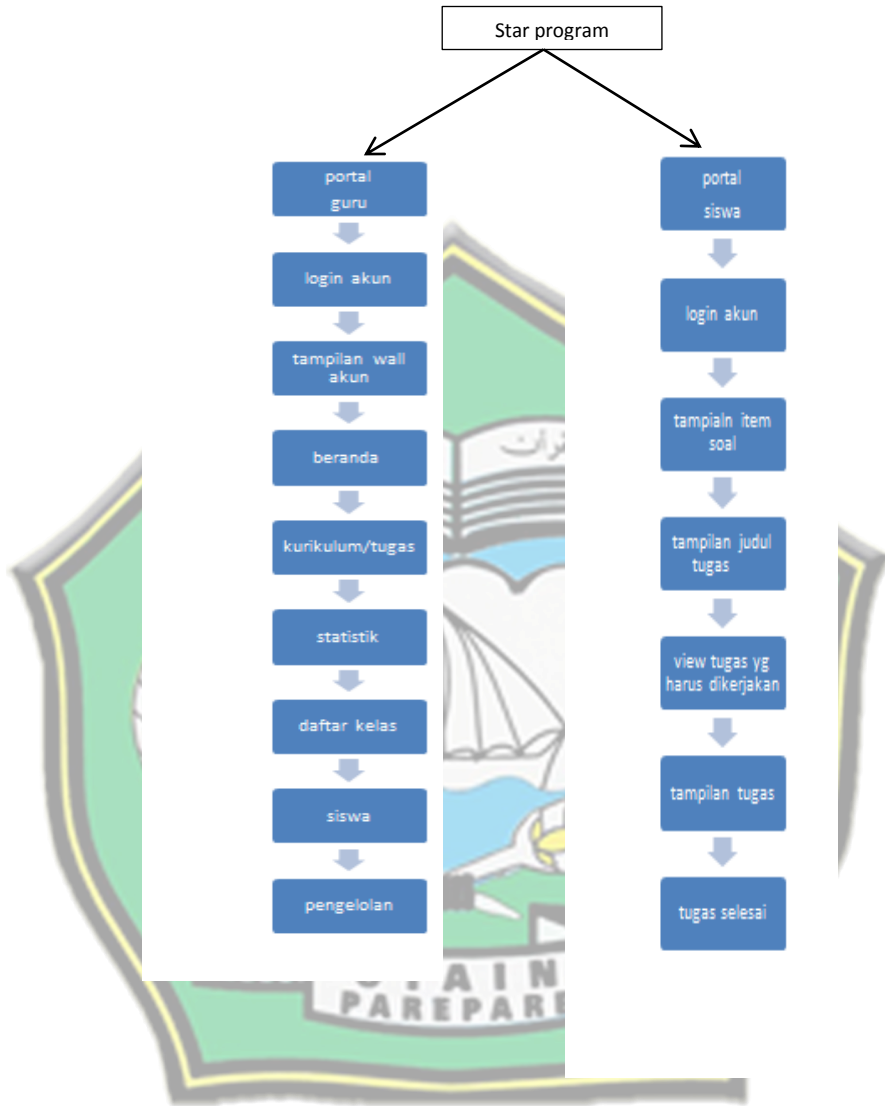 Star program
portal
guru
login akun
tampilan wall
akun
beranda
kurikulum/tugas
statistik
daftar kelas
siswa
pengelolan
portal
siswa
login akun
tampialn item
soal
tampilan judul
tugas
view tugas yg
harus dikerjakan
tampilan tugas
tugas selesai
STAIN
PAREPARE